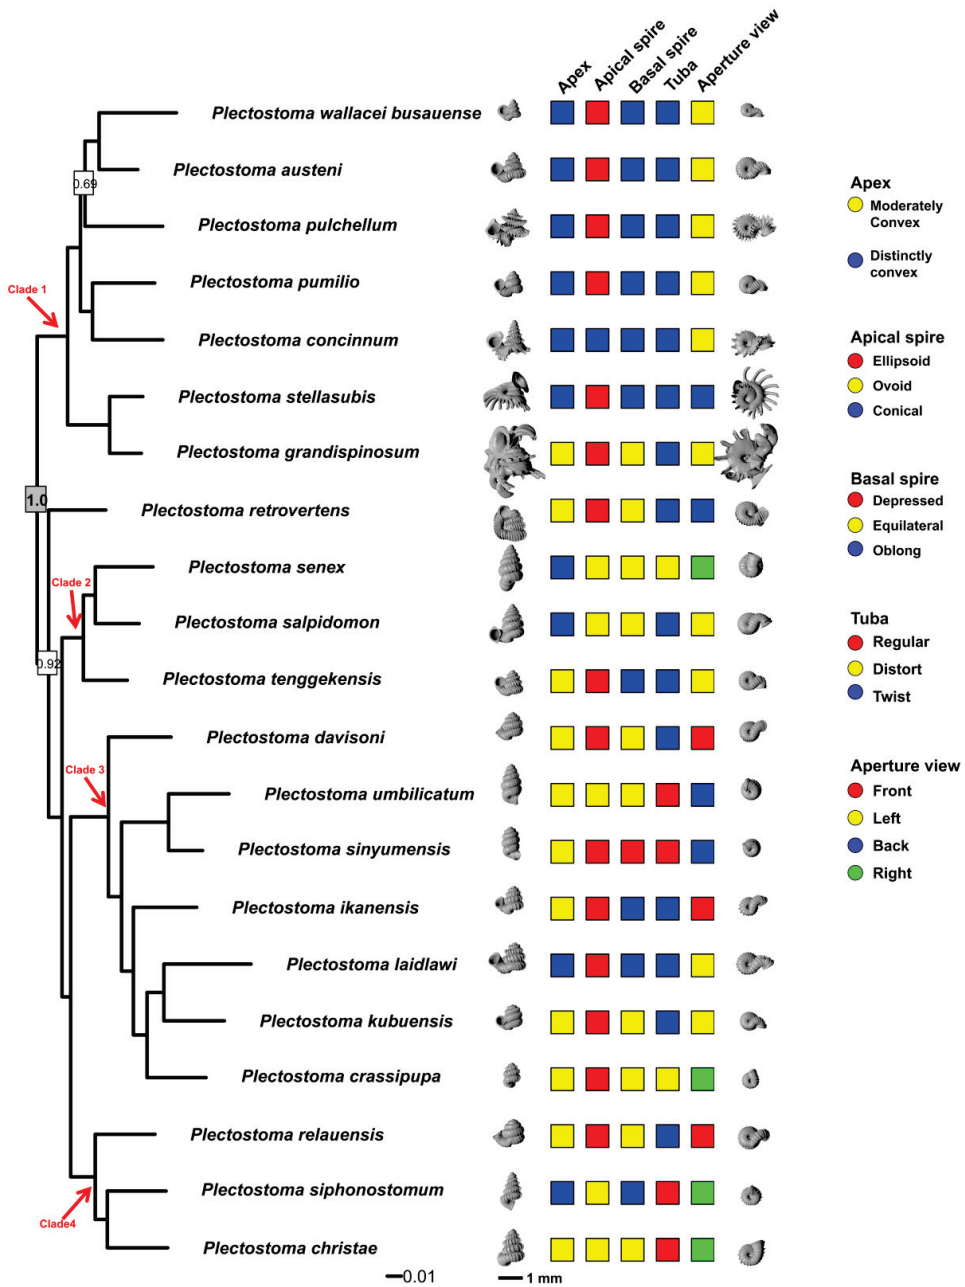 Apex
Apical spire
Basal spire
Tuba
Aperture view
Plectostoma wallacei busauense
Plectostoma austeni
0.69
Plectostoma pulchellum
Plectostoma pumilio
Clade 1
Plectostoma concinnum
Plectostoma stellasubis
Plectostoma grandispinosum
1.0
Plectostoma retrovertens
Plectostoma senex
Clade 2
Plectostoma salpidomon
0.92
Plectostoma tenggekensis
Plectostoma davisoni
Clade 3
Plectostoma umbilicatum
Plectostoma sinyumensis
Plectostoma ikanensis
Plectostoma laidlawi
Plectostoma kubuensis
Plectostoma crassipupa
Plectostoma relauensis
Plectostoma siphonostomum
Clade4
Plectostoma christae
0.01
1 mm
Apex
Moderately
Convex
Distinctly
convex
Apical spire
Ellipsoid
Ovoid
Conical
Basal spire
Depressed
Equilateral
Oblong
Tuba
Regular
Distort
Twist
Aperture view
Front
Left
Back
Right